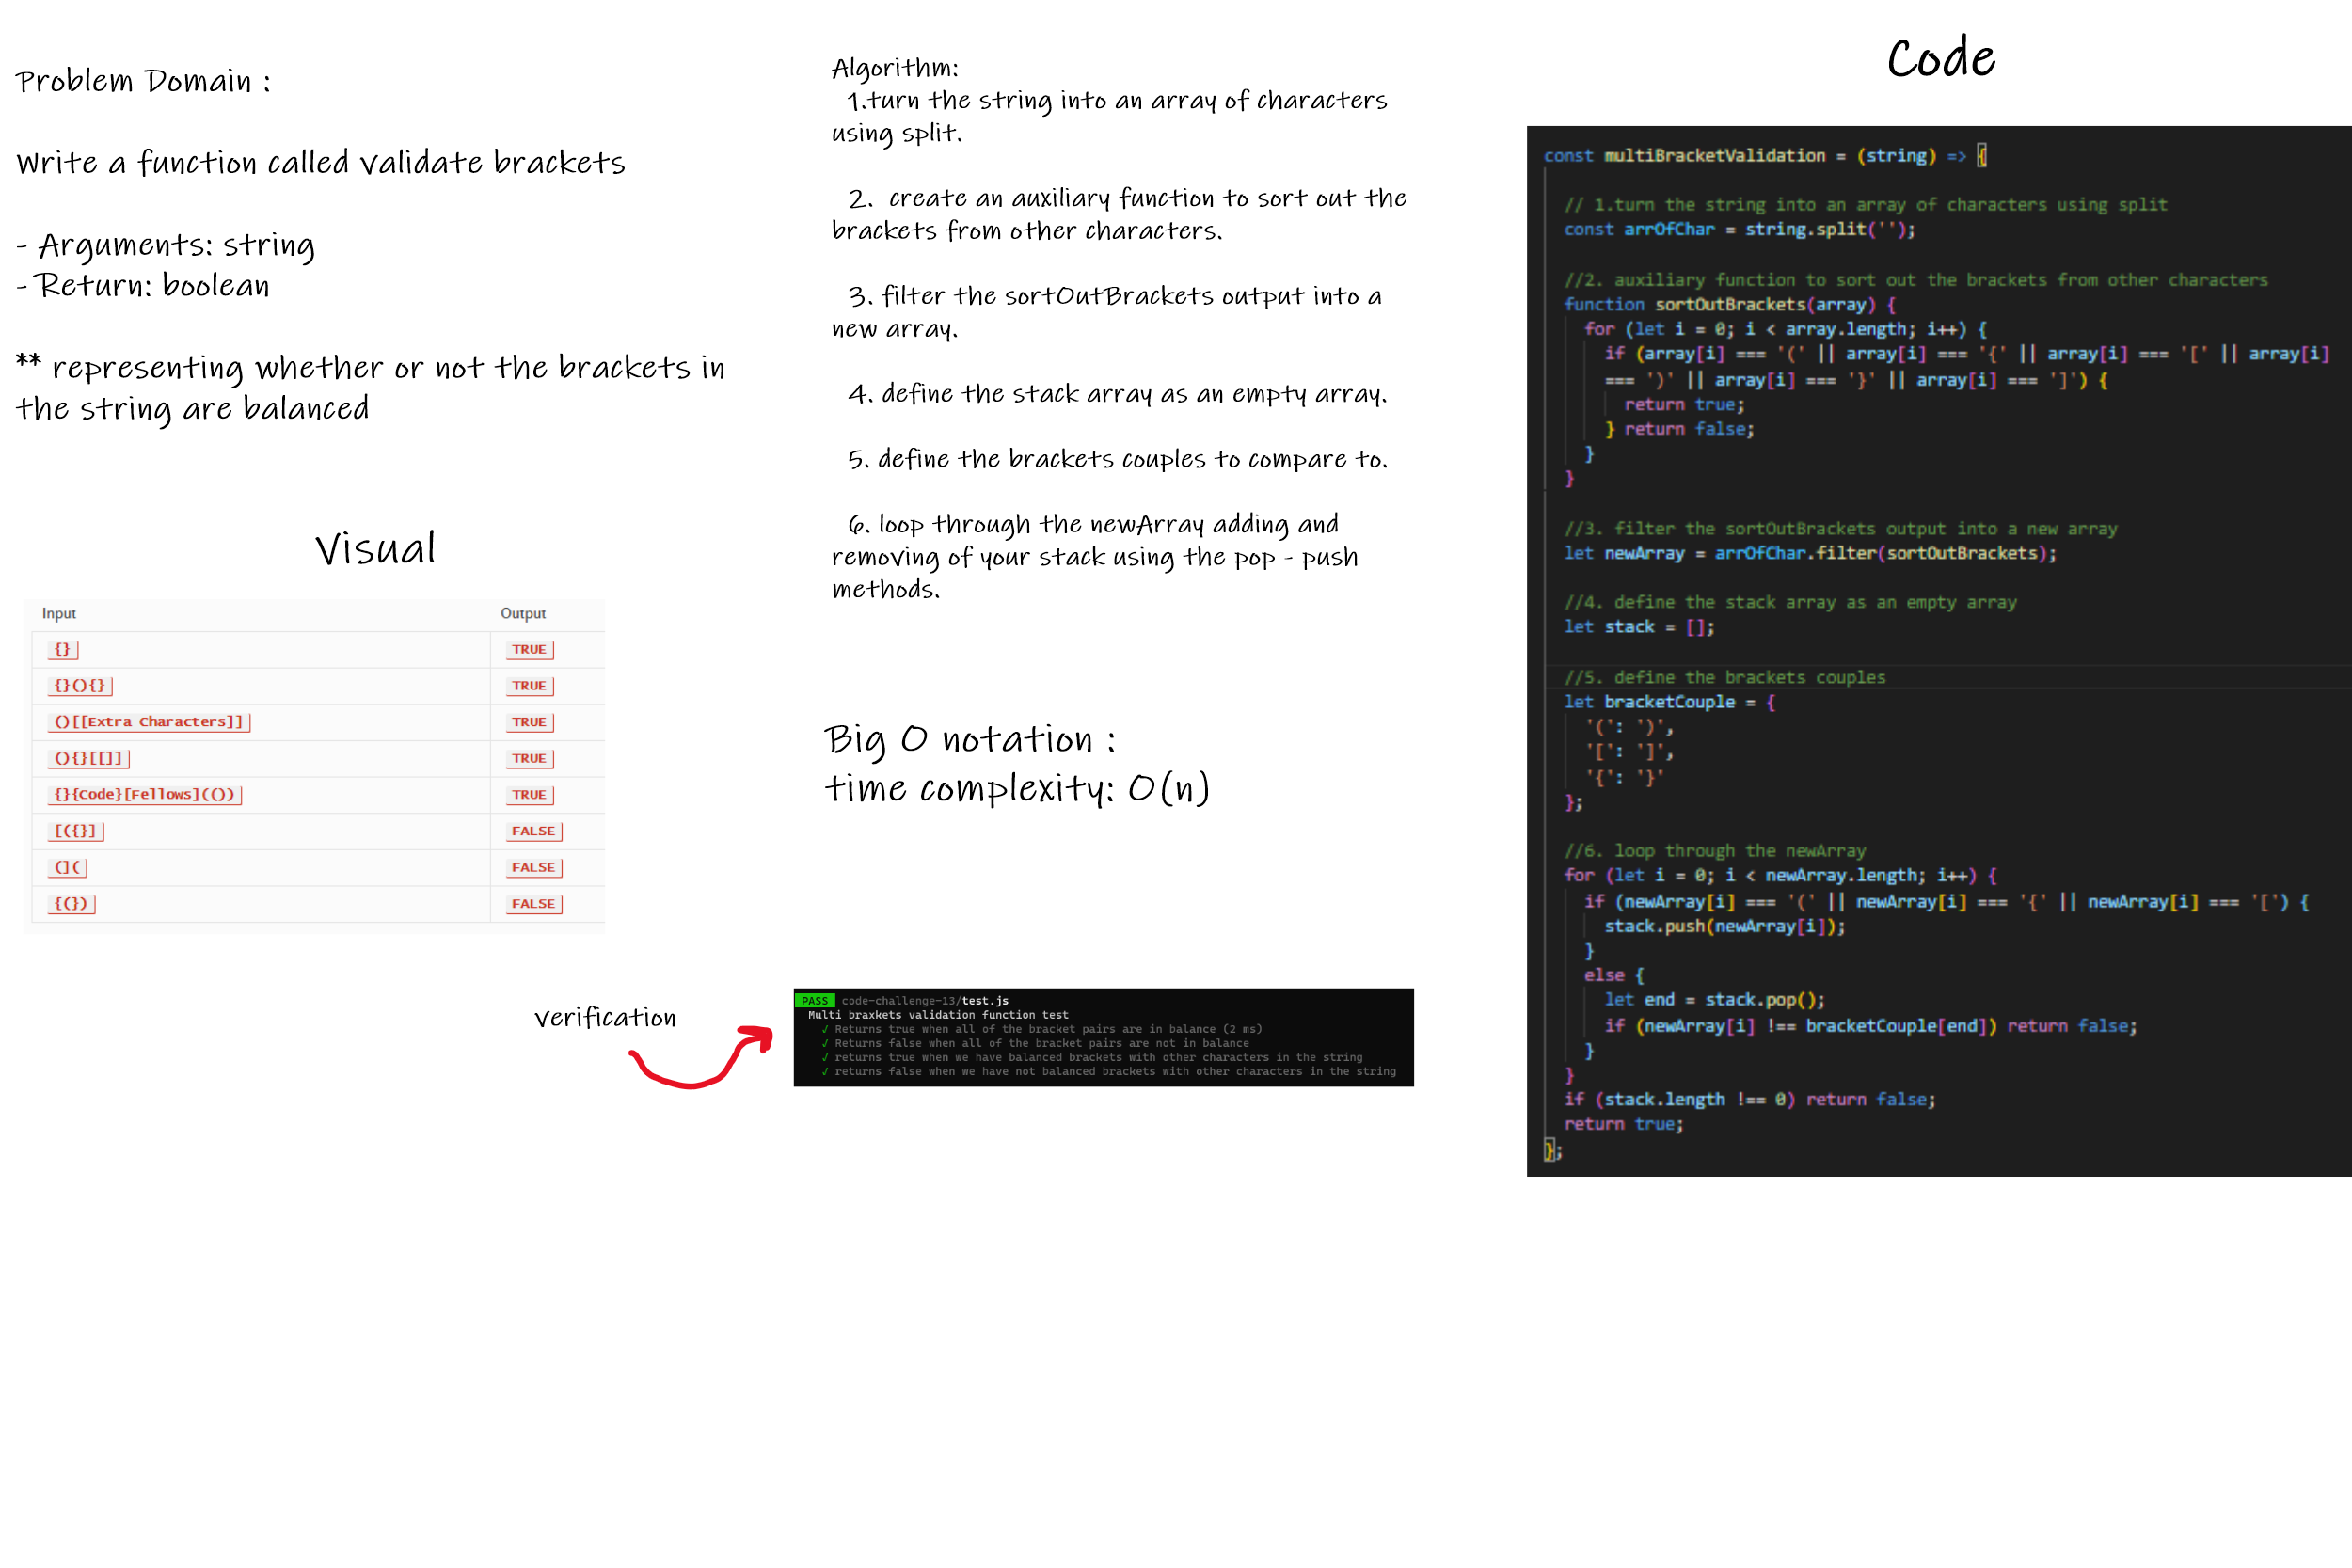 Problem Domain :
Write a function called validate brackets
- Arguments: string
- Return: boolean
** representing whether or not the brackets in
the string are balanced
Visual
Input Output
{} TRUE
{}(){} TRUE
()[[Extra Characters]] TRUE
(){}[[]] TRUE
{}{Code}[Fellows](()) TRUE
[({}] FALSE
(]( FALSE
{(}) FALSE
Algorithm:
1.turn the string into an array of characters
using split.
2. create an auxiliary function to sort out the
brackets from other characters.
3. filter the sortOutBrackets output into a
new array.
4. define the stack array as an empty array.
5. define the brackets couples to compare to.
6. loop through the newArray adding and
removing of your stack using the pop - push
methods.
Big O notation :
time complexity: O(n)
verification
PASS code-challenge-13/test.js
Multi braxkets validation function test
✓ Returns true when all of the bracket pairs are in balance (2 ms)
✓ Returns false when all of the bracket pairs are not in balance
✓ returns true when we have balanced brackets with other characters in the string
✓ returns false when we have not balanced brackets with other characters in the string
Code
const multiBracketValidation = (string) => {
// 1.turn the string into an array of characters using split
const arrOfChar = string.split('');
//2. auxiliary function to sort out the brackets from other characters
function sortOutBrackets(array) {
for (let i = 0; i < array.length; i++) {
if (array[i] === '(' || array[i] === '{' || array[i] === '[' || array[i]
=== ')' || array[i] === '}' || array[i] === ']') {
return true;
} return false;
}
}
//3. filter the sortOutBrackets output into a new array
let newArray = arrOfChar.filter(sortOutBrackets);
//4. define the stack array as an empty array
let stack = [];
//5. define the brackets couples
let bracketCouple = {
'(': ')',
'[': ']',
'{': '}'
};
//6. loop through the newArray
for (let i = 0; i < newArray.length; i++) {
if (newArray[i] === '(' || newArray[i] === '{' || newArray[i] === '[') {
stack.push(newArray[i]);
}
else {
let end = stack.pop();
if (newArray[i] !== bracketCouple[end]) return false;
}
}
if (stack.length !== 0) return false;
return true;
};